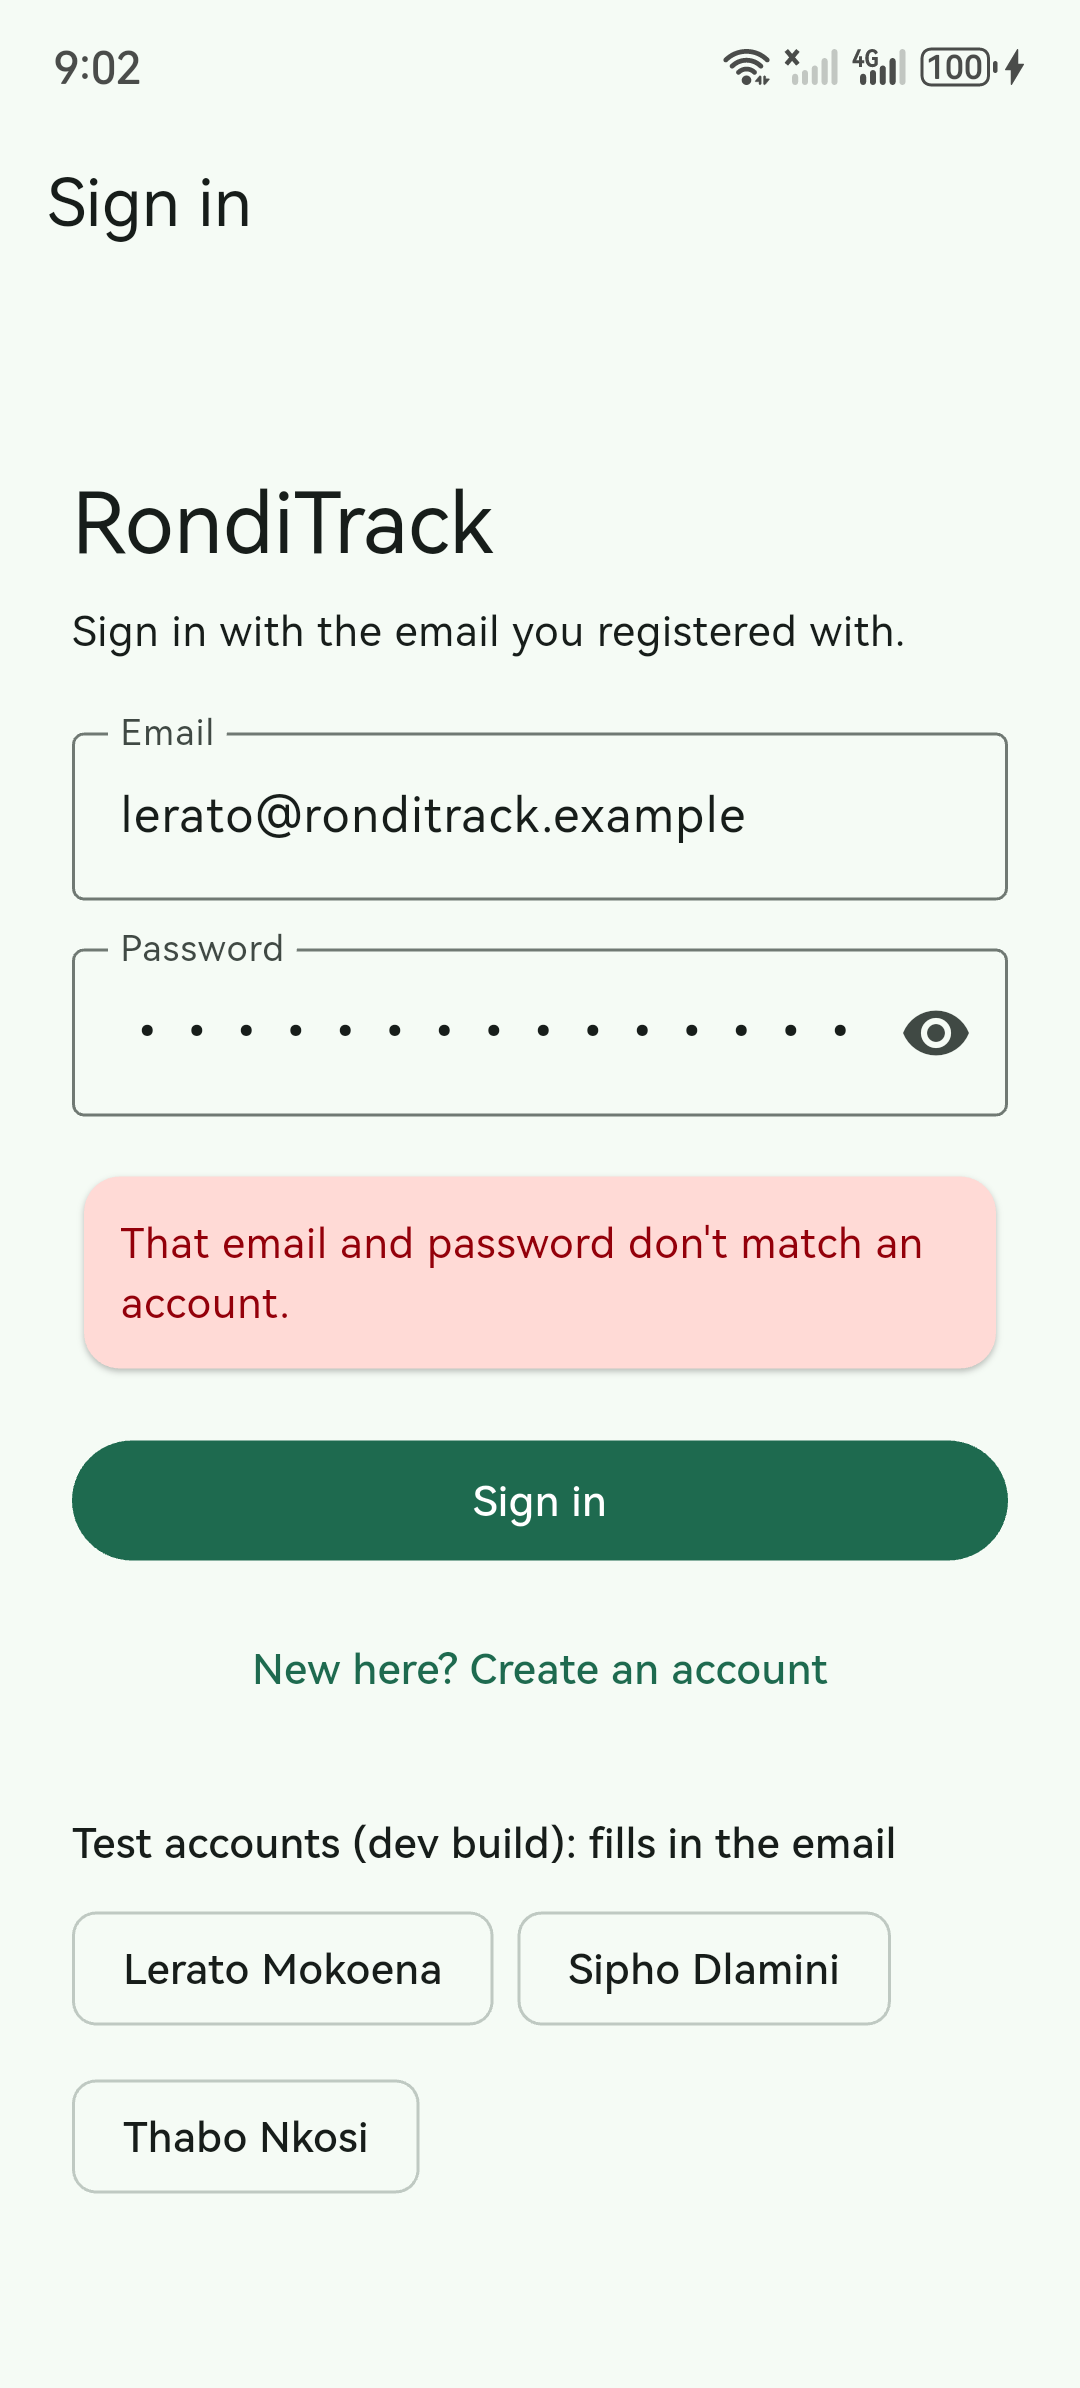 9:02
4G
100
Sign in
RondiTrack
Sign in with the email you registered with.
Email
lerato@ronditrack.example
Password
That email and password don't match an
account.
Sign in
New here? Create an account
Test accounts (dev build): fills in the email
Lerato Mokoena
Sipho Dlamini
Thabo Nkosi